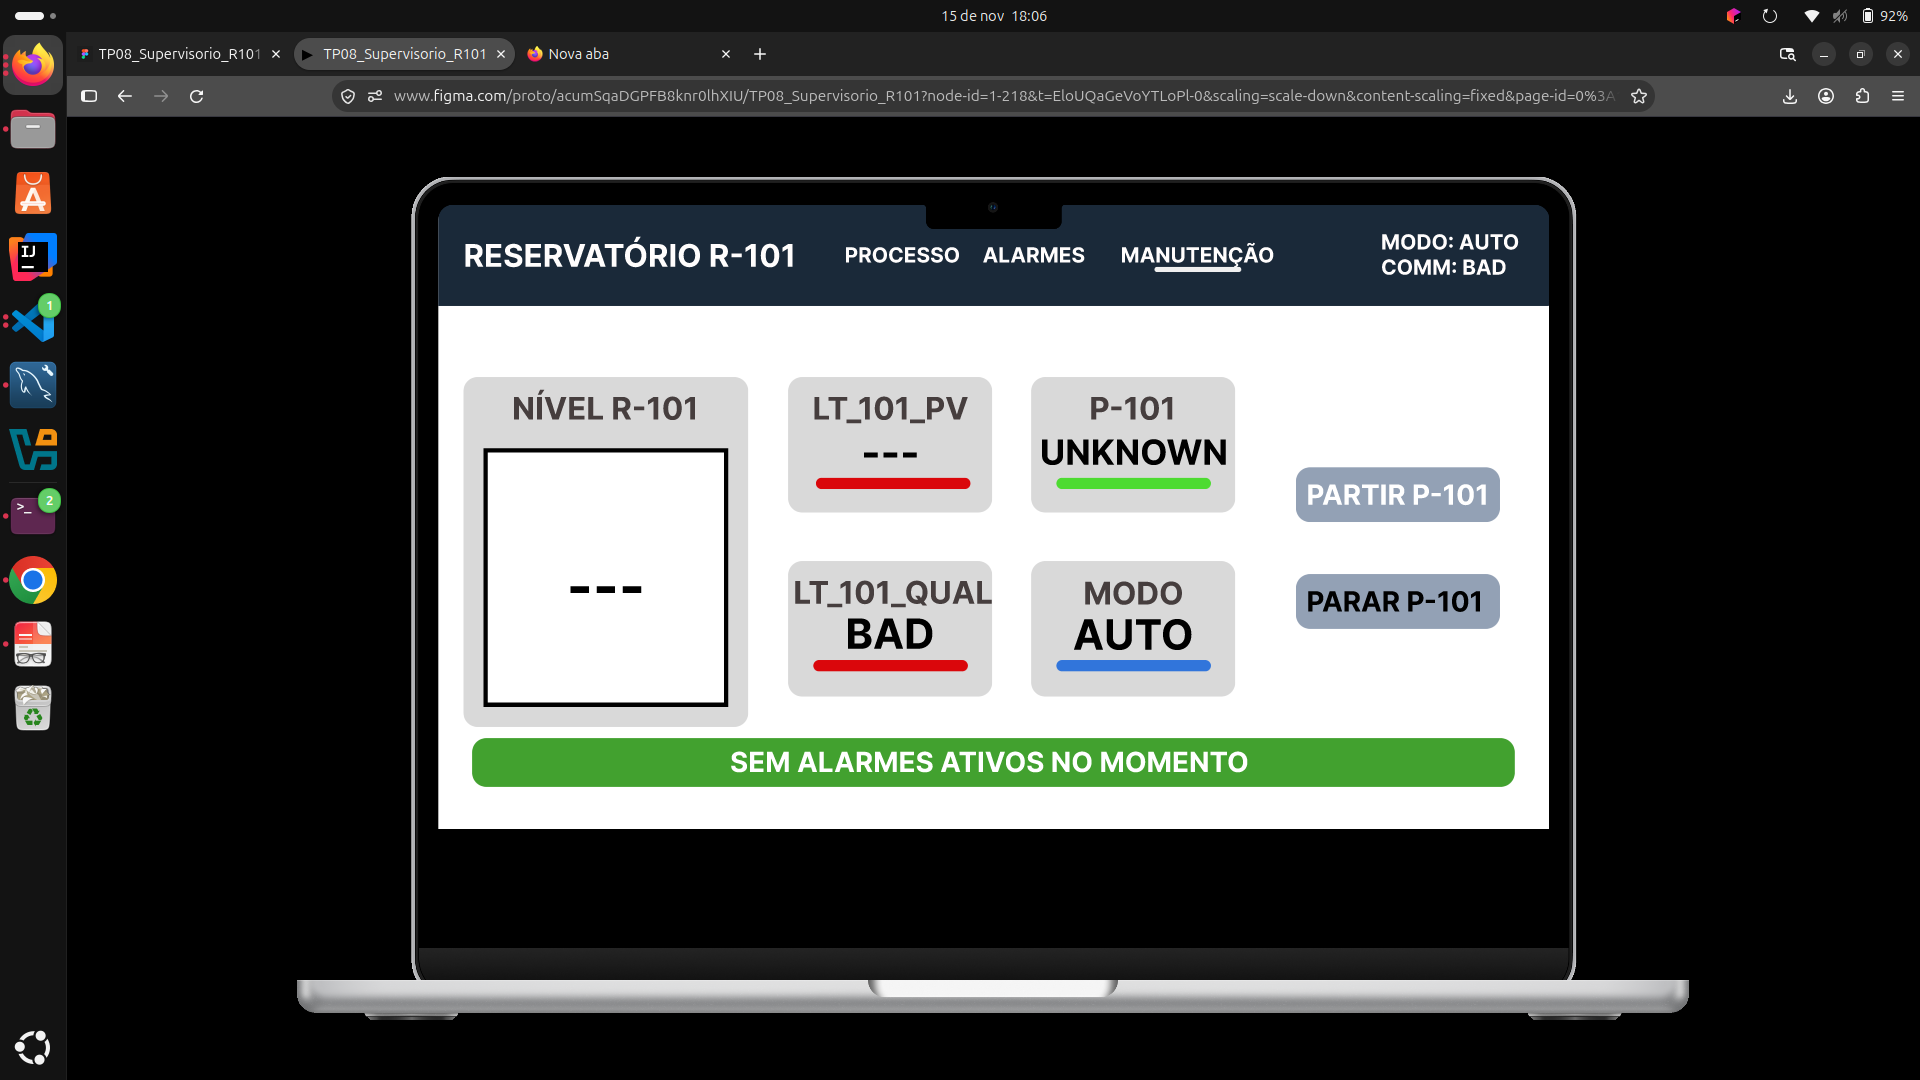 15 de nov 18:06
92%
TP08_Supervisorio_R101
TP08_Supervisorio_R101
Nova aba
www.figma.com/proto/acumSqaDGPFB8knr0lhXIU/TP08_Supervisorio_R101?node-id=1-218&t=EloUQaGeVoYTLoPl-0&scaling=scale-down&content-scaling=fixed&page-id=0%3A
IJ
1
>_
2
RESERVATÓRIO R-101
PROCESSO
ALARMES
MANUTENÇÃO
MODO: AUTO
COMM: BAD
NÍVEL R-101
---
LT_101_PV
---
P-101
UNKNOWN
PARTIR P-101
LT_101_QUAL
BAD
MODO
AUTO
PARAR P-101
SEM ALARMES ATIVOS NO MOMENTO